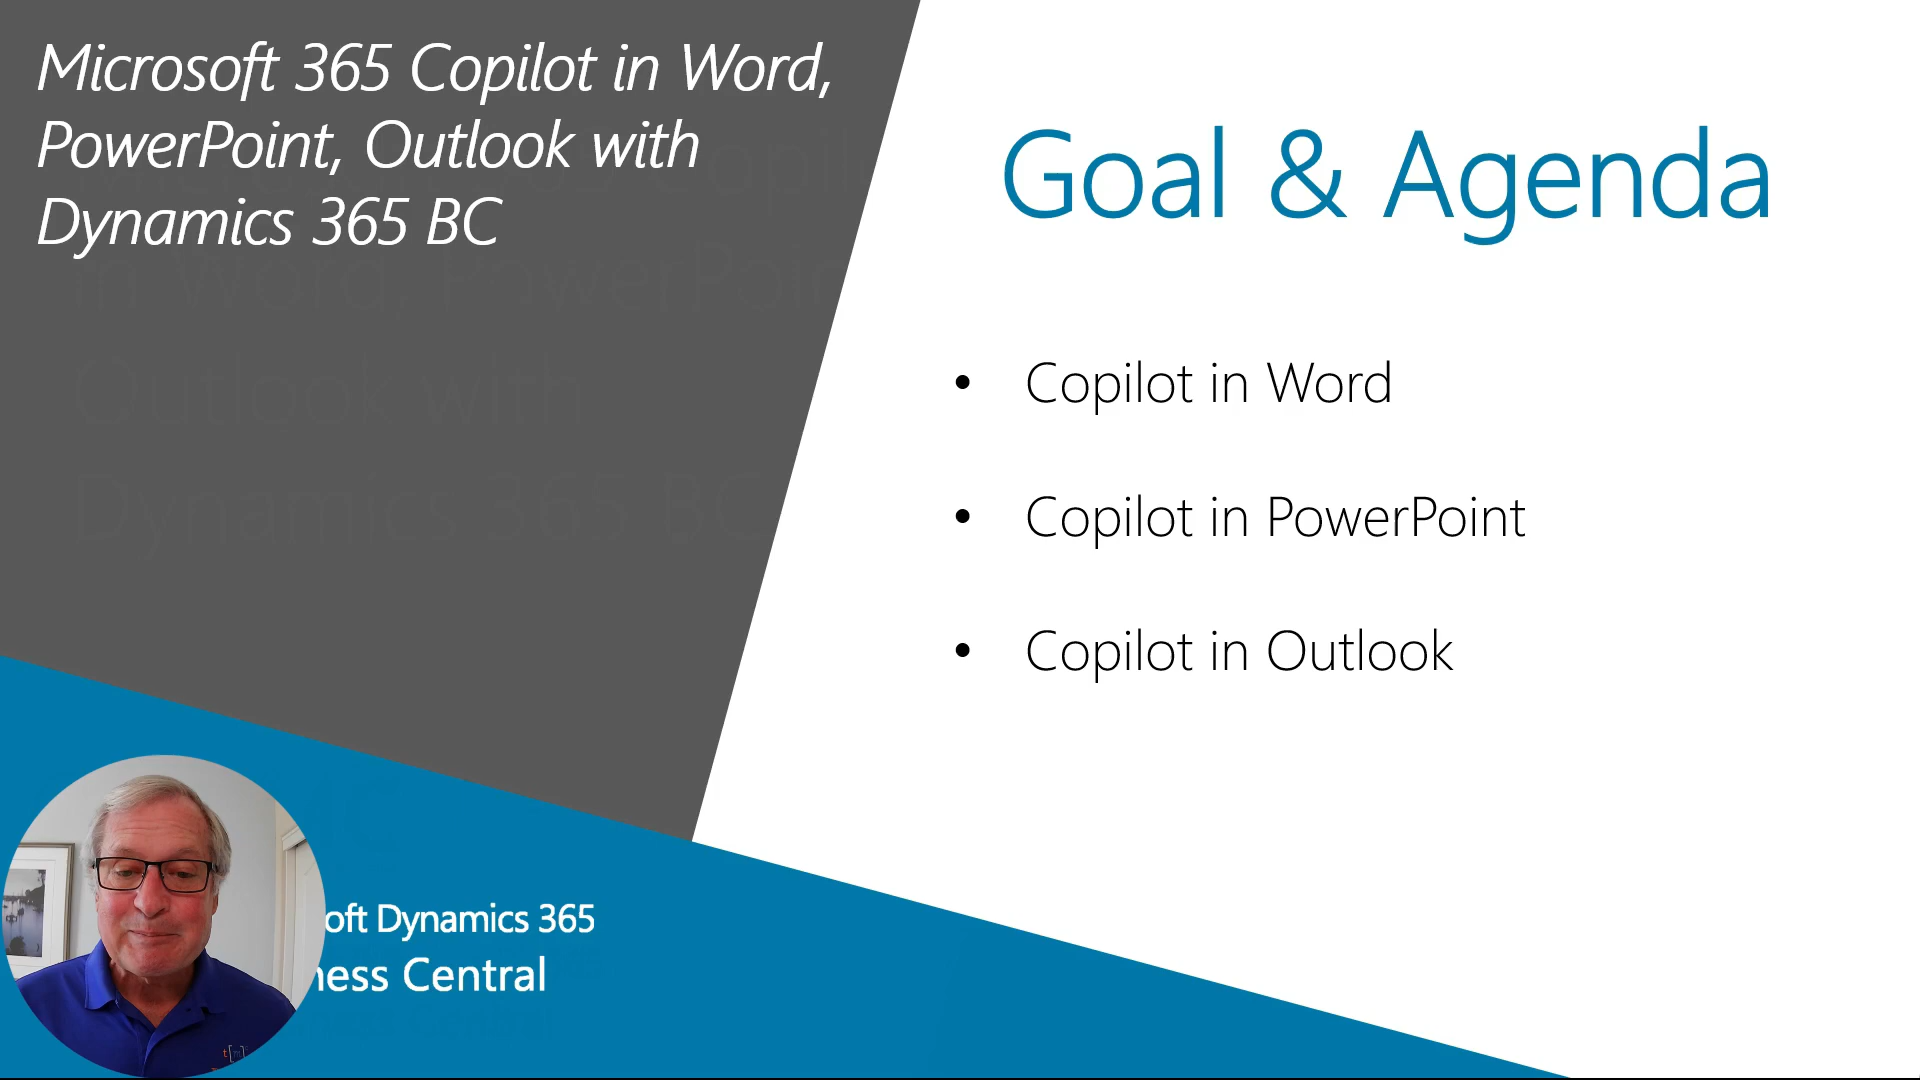 Microsoft 365 Copilot in Word,
PowerPoint, Outlook with
Dynamics 365 BC
Goal & Agenda
• Copilot in Word
• Copilot in PowerPoint
• Copilot in Outlook
oft Dynamics 365
ness Central